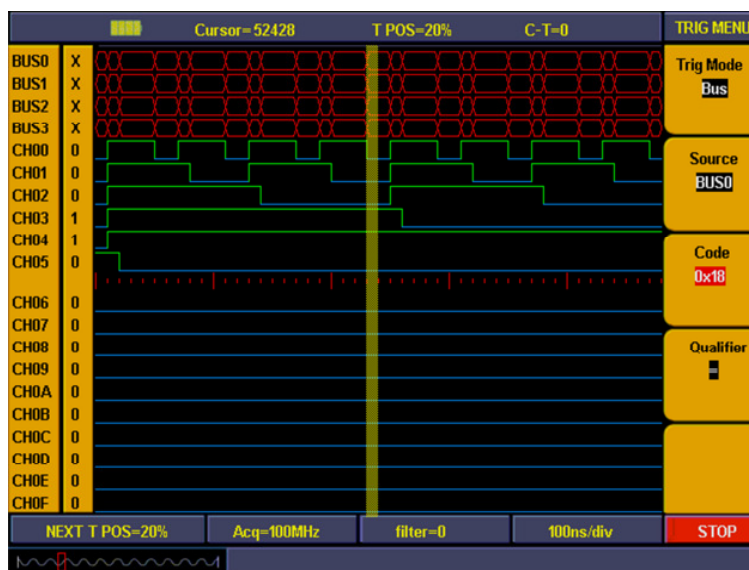 Cursor=52428 T POS=20% C-T=0 TRIG MENU
BUS0 X
BUS1 X
BUS2 X
BUS3 X
CH00 0
CH01 0
CH02 0
CH03 1
CH04 1
CH05 0
CH06 0
CH07 0
CH08 0
CH09 0
CH0A 0
CH0B 0
CH0C 0
CH0D 0
CH0E 0
CH0F 0
Trig Mode
Bus
Source
BUS0
Code
0x18
Qualifier
=
NEXT T POS=20% Acq=100MHz filter=0 100ns/div STOP